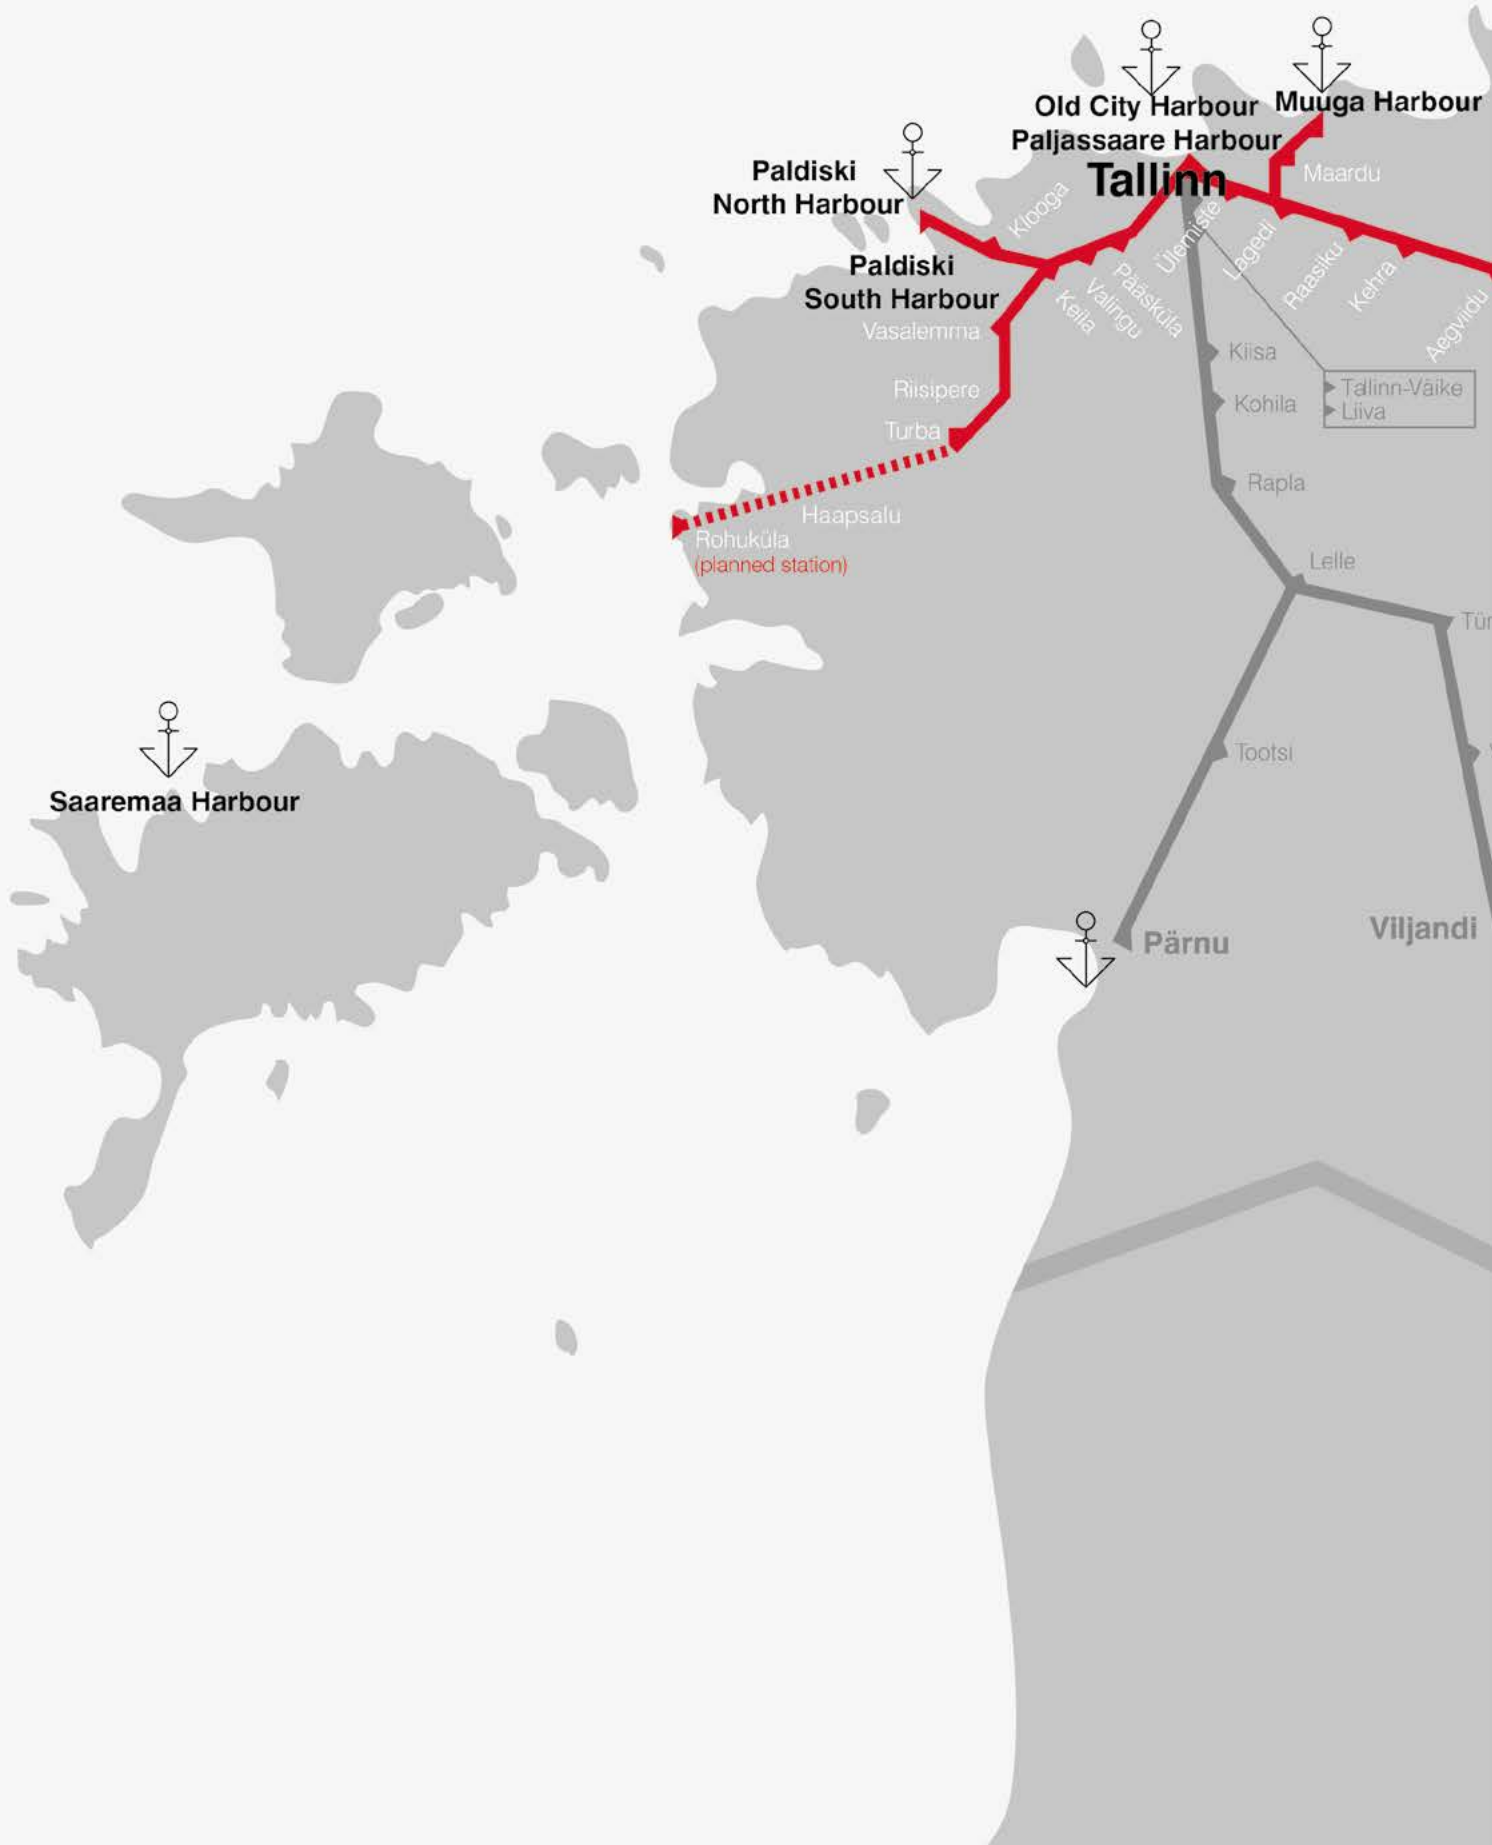 Old City Harbour
Muuga Harbour
Paljassaare Harbour
Tallinn
Maardu
Paldiski
North Harbour
Klooga
Paldiski
South Harbour
Keila
Valingu
Pääsküla
Ülemiste
Lagedi
Raasiku
Kehra
Aegviidu
Vasalemma
Riisipere
Turba
Kiisa
Kohila
Tallinn-Väike
Liiva
Rapla
Haapsalu
Rohuküla
(planned station)
Lelle
Tür
Tootsi
Saaremaa Harbour
Pärnu
Viljandi